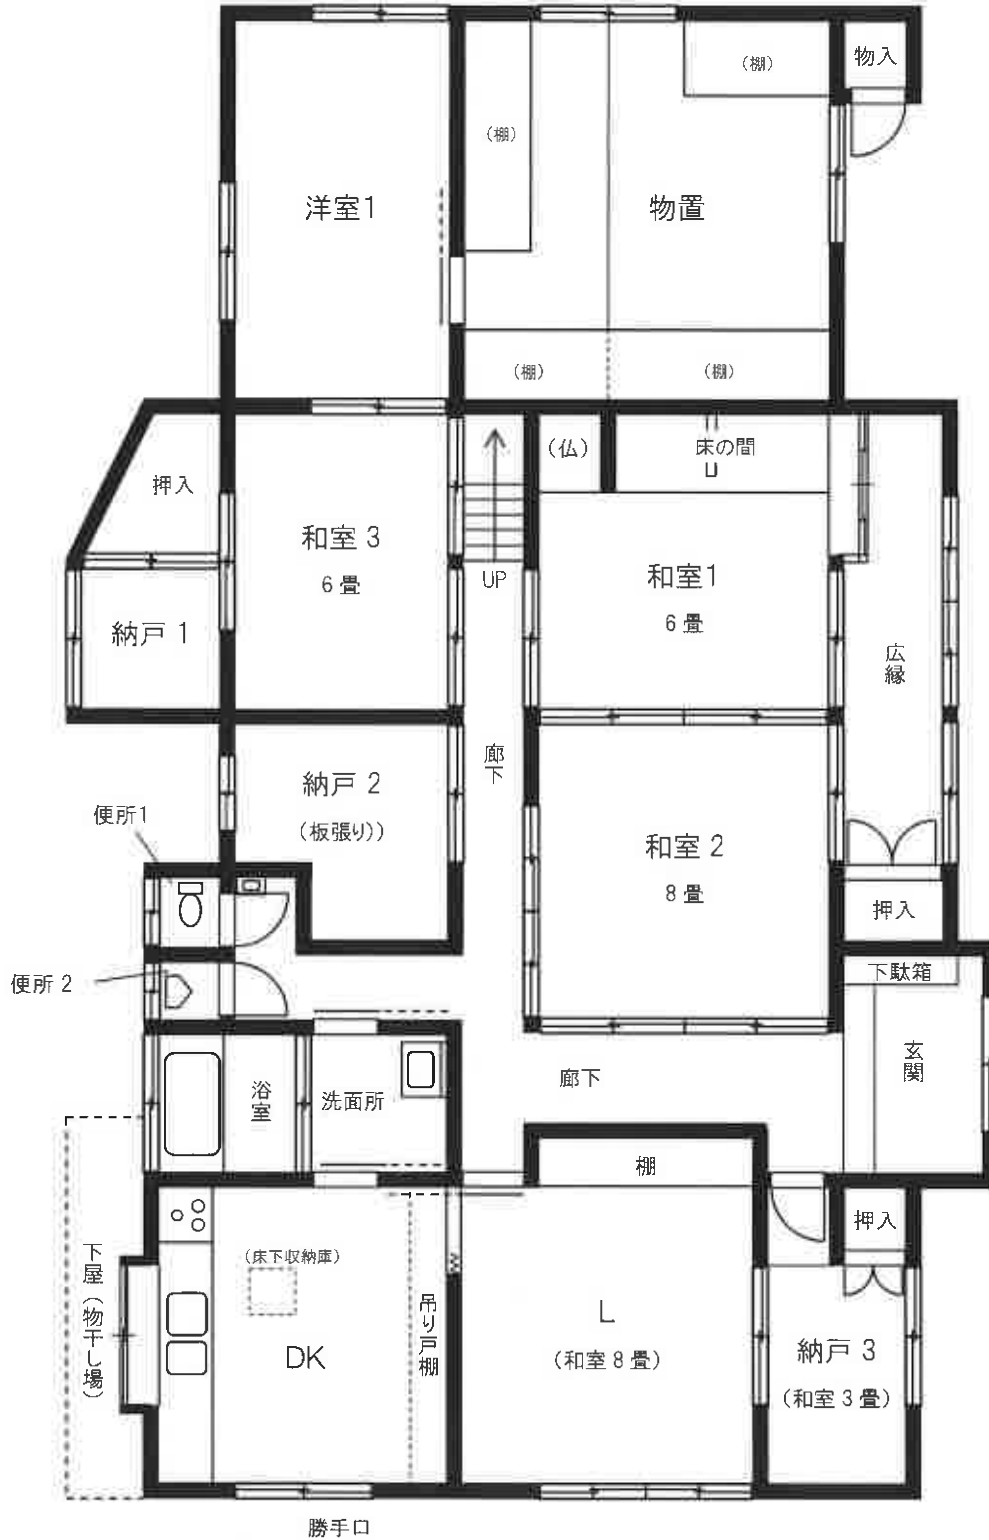 物入
(棚)
(棚)
洋室1
物置
(棚)
(棚)
(仏)
床の間
押入
和室 3
6 畳
UP
和室1
6 畳
納戸 1
広縁
廊下
納戸 2
(板張り))
便所1
和室 2
8 畳
押入
便所 2
下駄箱
玄関
廊下
浴室
洗面所
棚
押入
下屋(物干し場)
(床下収納庫)
吊り戸棚
DK
L
(和室 8 畳)
納戸 3
(和室 3 畳)
勝手口